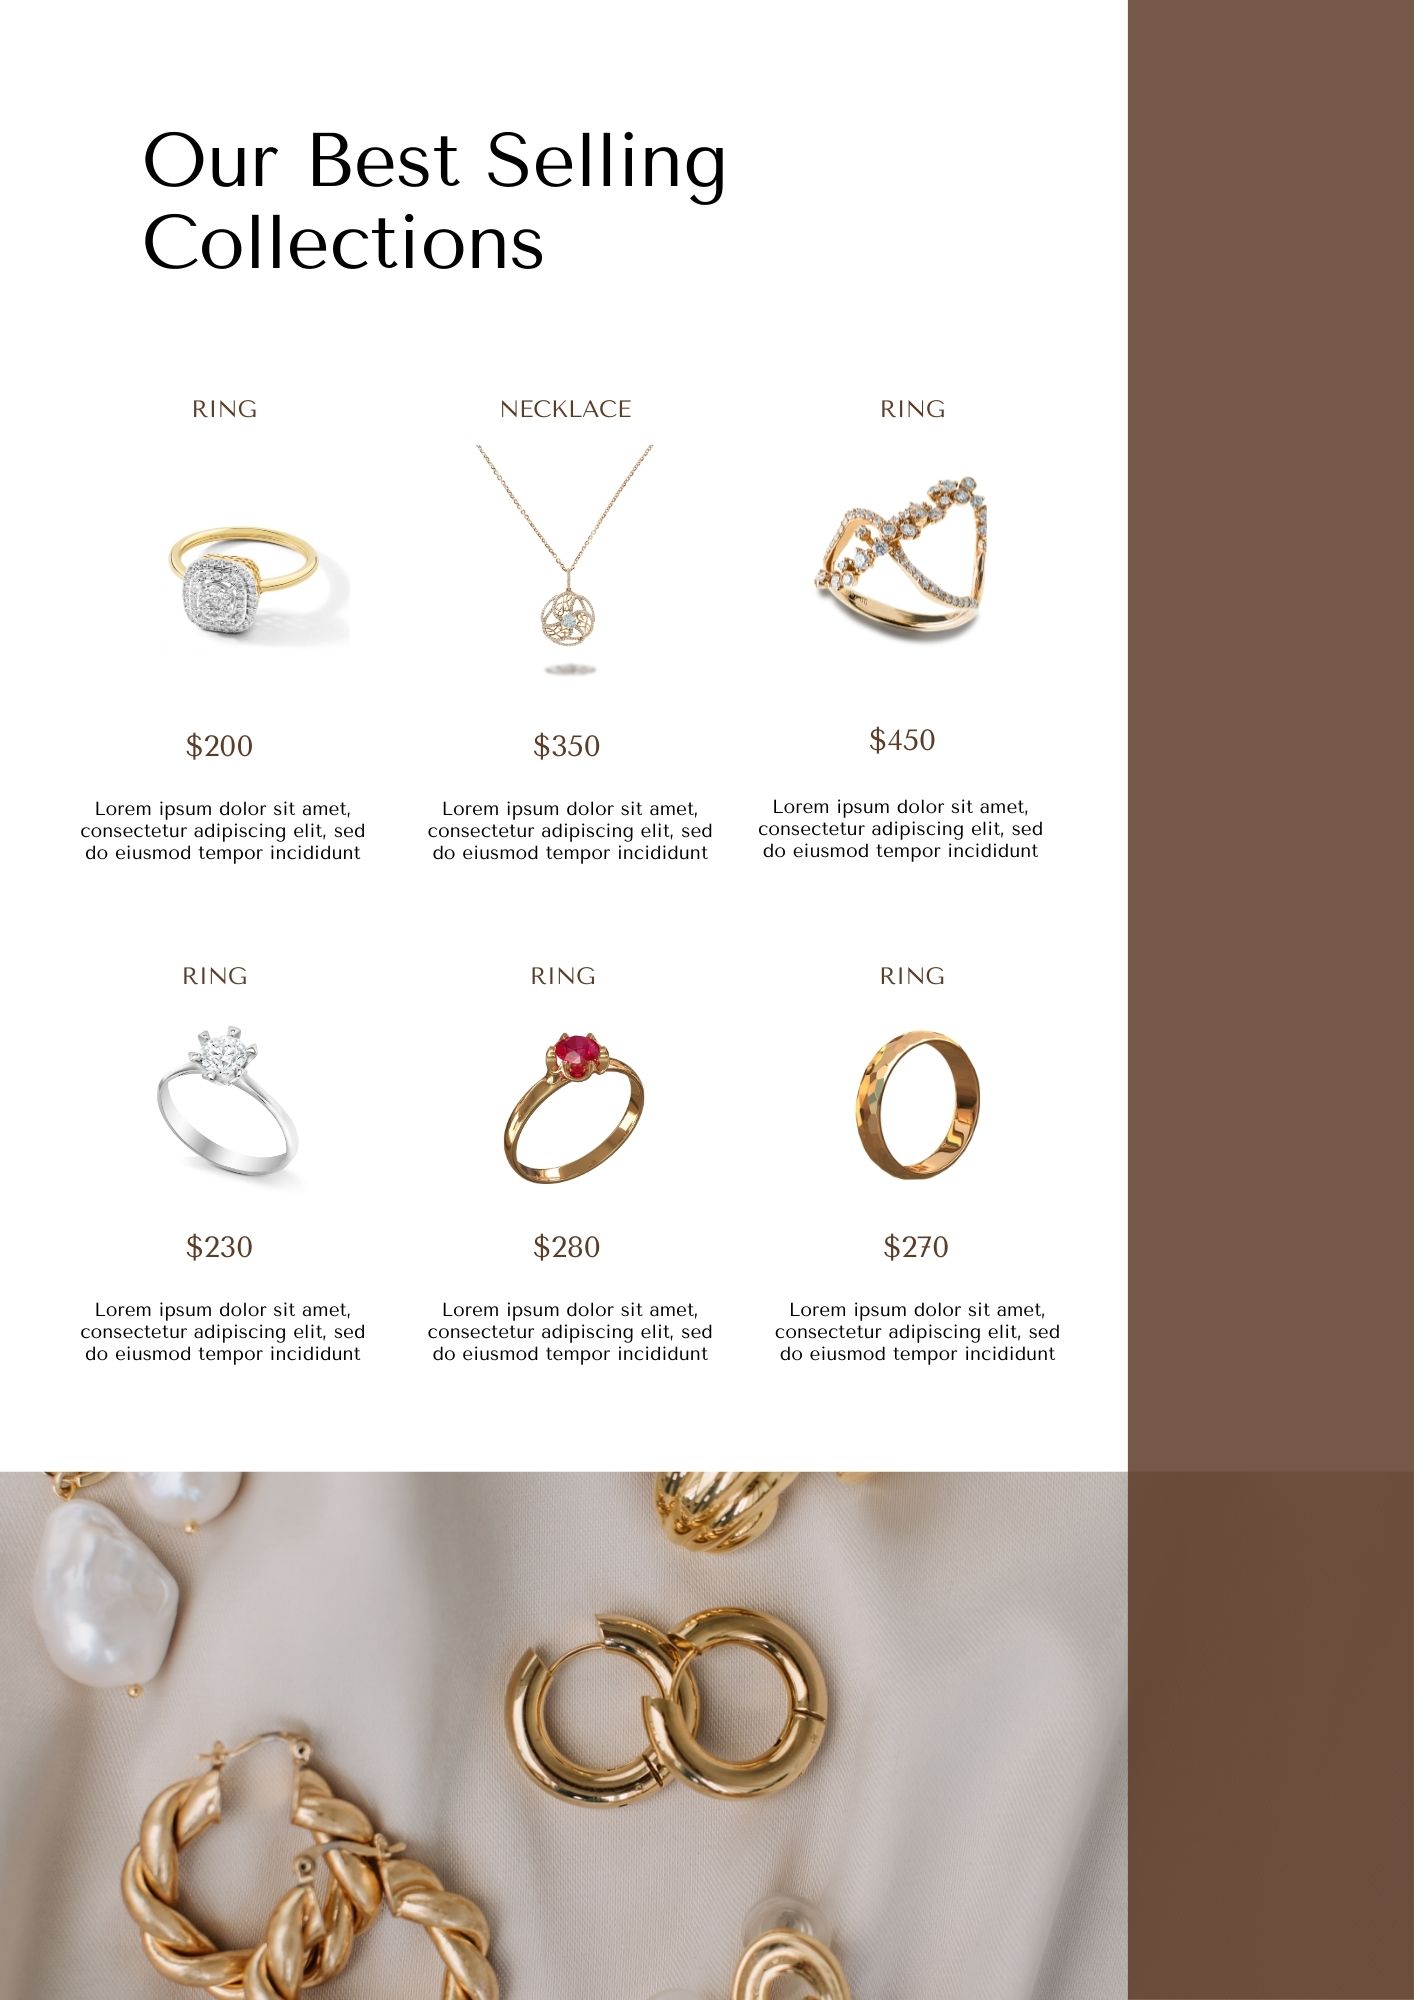 Our Best Selling
Collections
RING
NECKLACE
RING
$200
$350
$450
Lorem ipsum dolor sit amet,
consectetur adipiscing elit, sed
do eiusmod tempor incididunt
Lorem ipsum dolor sit amet,
consectetur adipiscing elit, sed
do eiusmod tempor incididunt
Lorem ipsum dolor sit amet,
consectetur adipiscing elit, sed
do eiusmod tempor incididunt
RING
RING
RING
$230
$280
$270
Lorem ipsum dolor sit amet,
consectetur adipiscing elit, sed
do eiusmod tempor incididunt
Lorem ipsum dolor sit amet,
consectetur adipiscing elit, sed
do eiusmod tempor incididunt
Lorem ipsum dolor sit amet,
consectetur adipiscing elit, sed
do eiusmod tempor incididunt